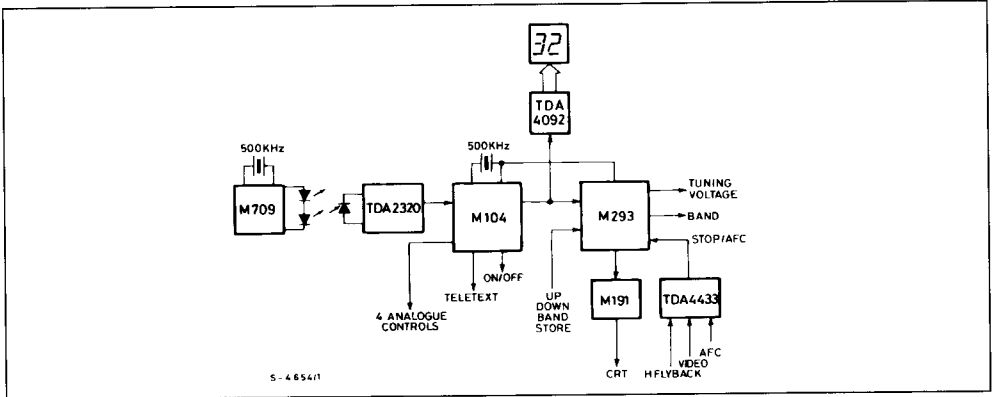 32
TDA
4092
500KHz
500KHz
M709
TDA2320
M104
M293
TUNING
VOLTAGE
BAND
STOP/AFC
ON/OFF
TELETEXT
4 ANALOGUE
CONTROLS
UP
DOWN
BAND
STORE
M191
TDA4433
CRT
H FLYBACK
VIDEO
AFC
S-4654/1